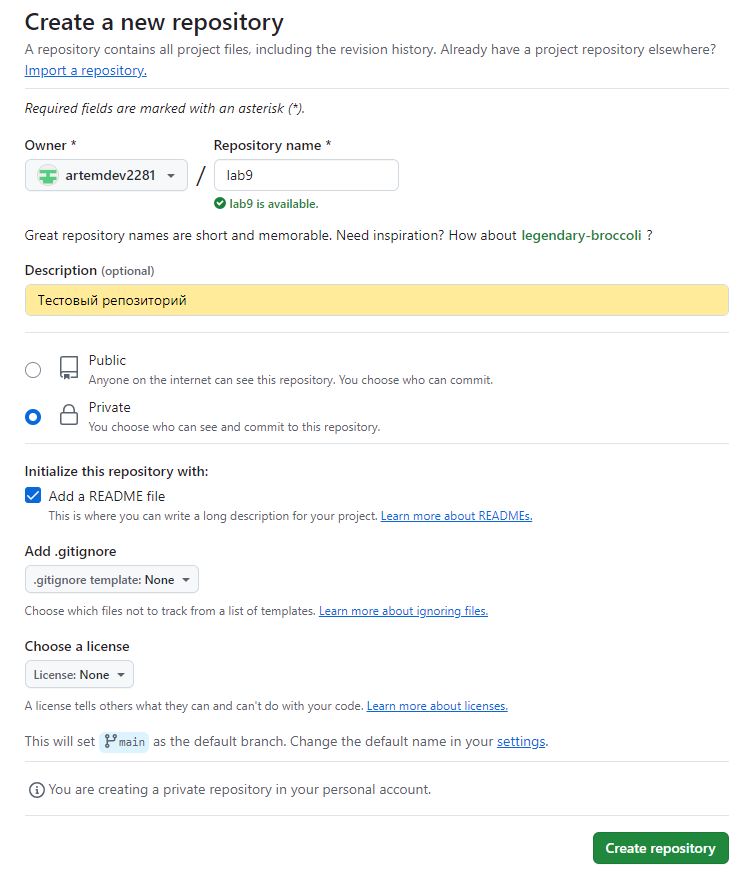 Create a new repository
A repository contains all project files, including the revision history. Already have a project repository elsewhere?
Import a repository.
Required fields are marked with an asterisk (*).
Owner *
Repository name *
artemdev2281
/
lab9
lab9 is available.
Great repository names are short and memorable. Need inspiration? How about legendary-broccoli ?
Description (optional)
Тестовый репозиторий
Public
Anyone on the internet can see this repository. You choose who can commit.
Private
You choose who can see and commit to this repository.
Initialize this repository with:
Add a README file
This is where you can write a long description for your project. Learn more about READMEs.
Add .gitignore
.gitignore template: None
Choose which files not to track from a list of templates. Learn more about ignoring files.
Choose a license
License: None
A license tells others what they can and can't do with your code. Learn more about licenses.
This will set main as the default branch. Change the default name in your settings.
You are creating a private repository in your personal account.
Create repository